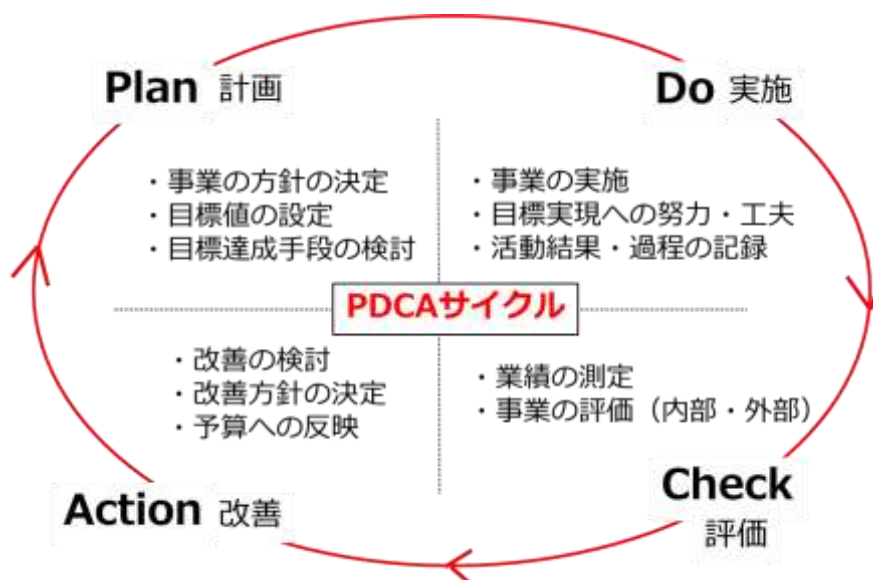 Plan 計画
・事業の方針の決定
・目標値の設定
・目標達成手段の検討
Do 実施
・事業の実施
・目標実現への努力・工夫
・活動結果・過程の記録
PDCAサイクル
・改善の検討
・改善方針の決定
・予算への反映
Action 改善
・業績の測定
・事業の評価（内部・外部）
Check
評価